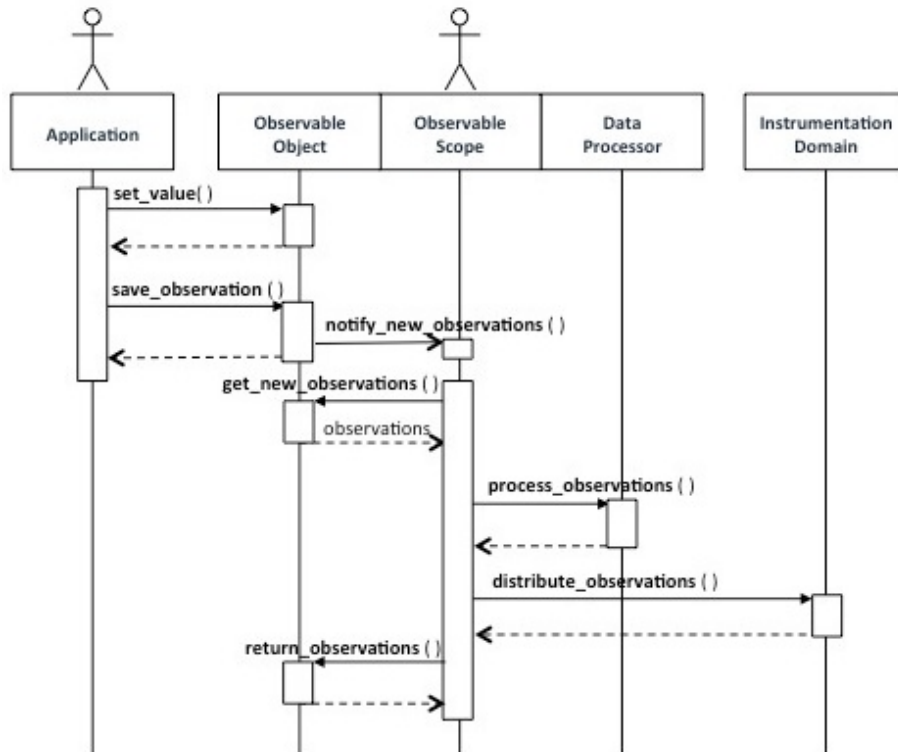 Application
Observable
Object
Observable
Scope
Data
Processor
Instrumentation
Domain
set_value( )
save_observation ( )
notify_new_observations ( )
get_new_observations ( )
observations
process_observations ( )
distribute_observations ( )
return_observations ( )